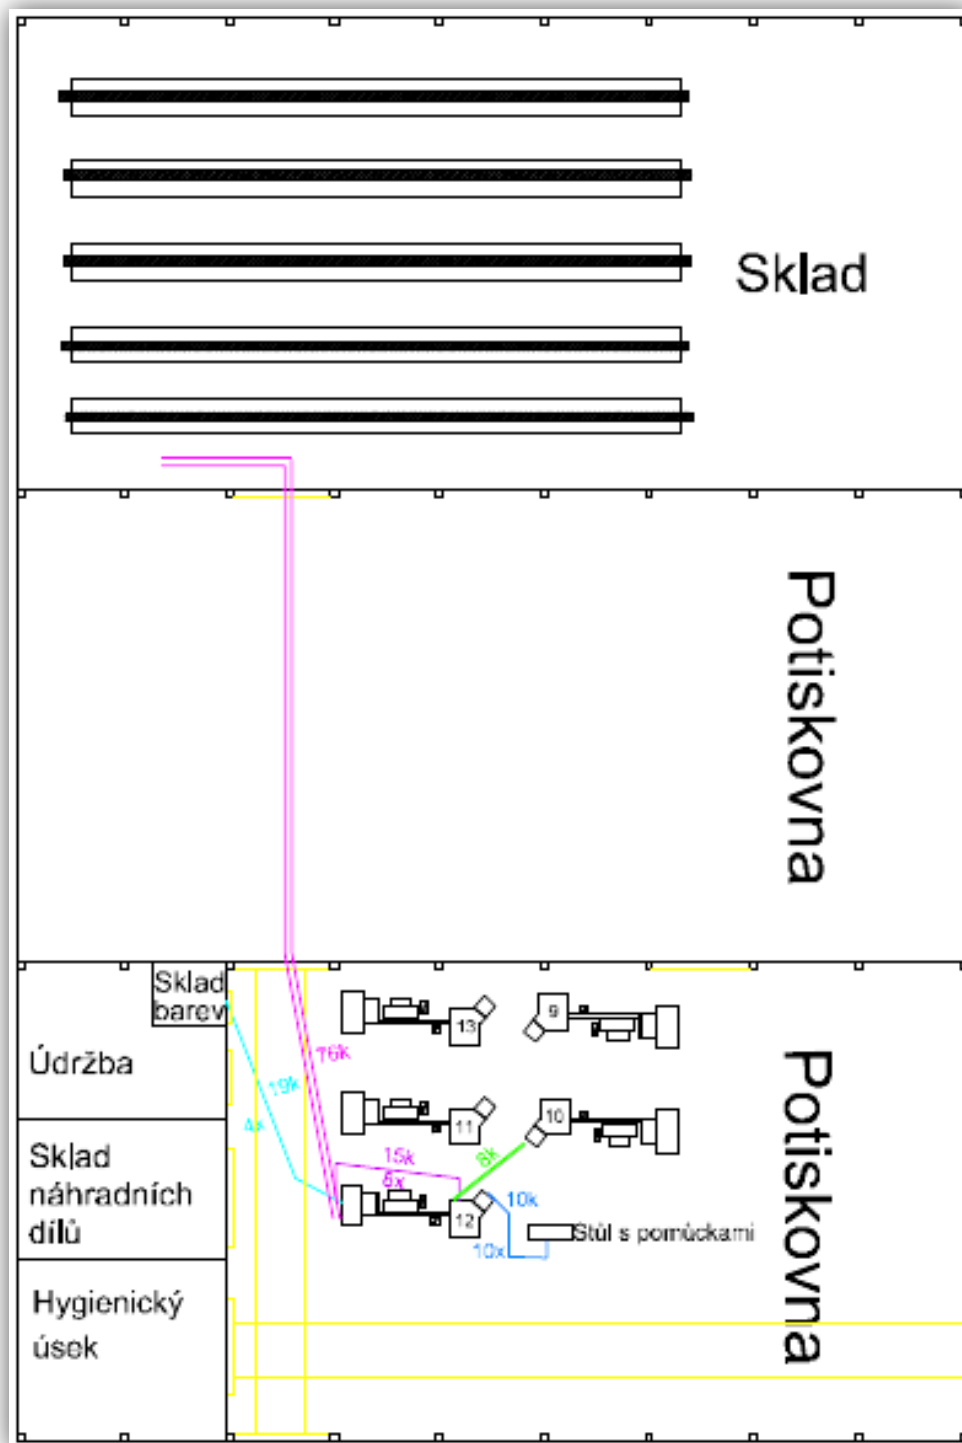 Sklad
Potiskovna
Sklad
barev
Údržba
Sklad
náhradních
dílů
Hygienický
úsek
13
9
76k
19k
4x
11
10
15k
6x
8k
12
10k
10x
Stůl s pomůckami
Potiskovna